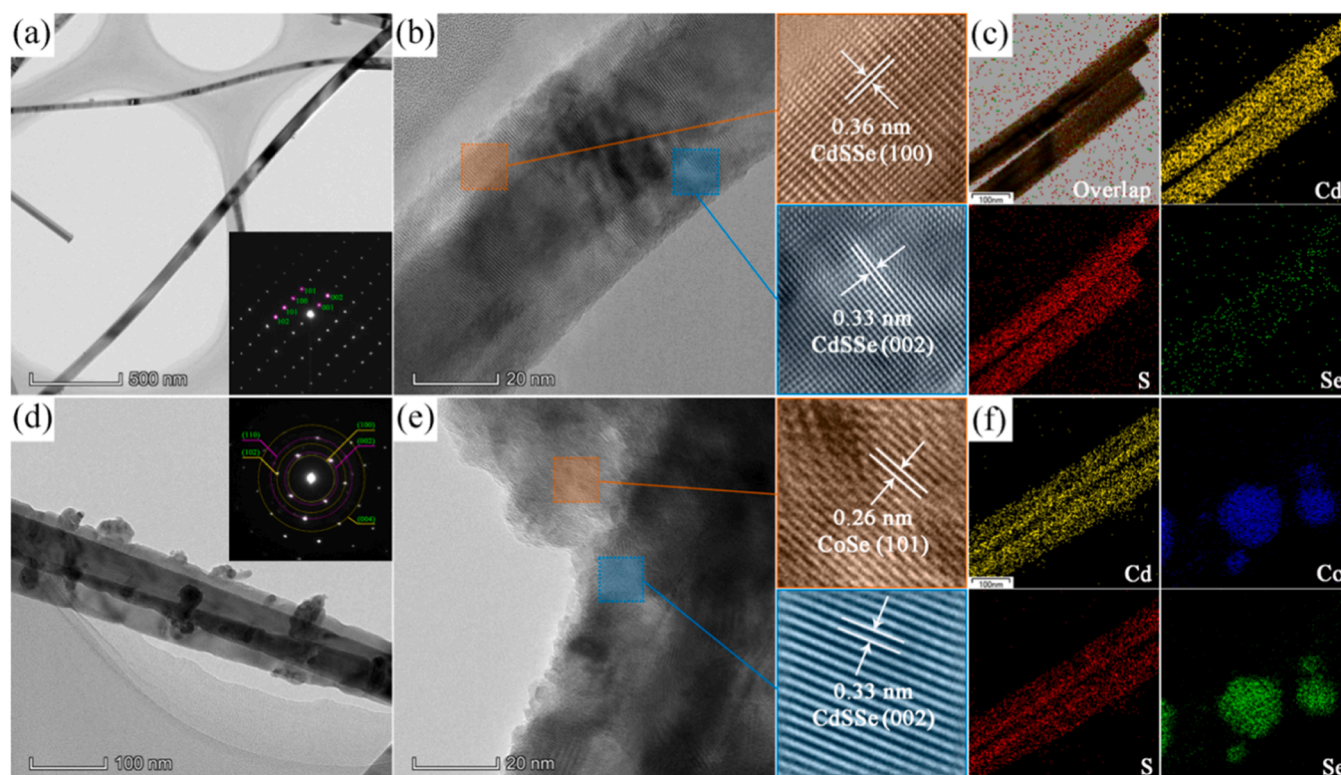 (a)
101
100
002
101
001
102
500 nm
(b)
20 nm
0.36 nm
CdSSe (100)
0.33 nm
CdSSe (002)
(c)
Overlap
100nm
Cd
S
Se
(d)
(110)
(100)
(102)
(002)
(004)
100 nm
(e)
20 nm
0.26 nm
CoSe (101)
0.33 nm
CdSSe (002)
(f)
Cd
100nm
Co
S
Se